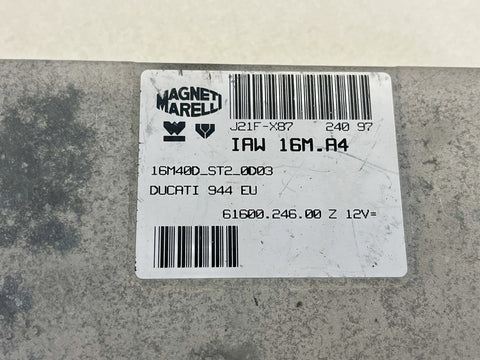 MAGNETI
MARELLI
J21F-X87 240 97
IAW 16M.A4
16M40D_ST2_0D03
DUCATI 944 EU
61600.246.00 Z 12V=